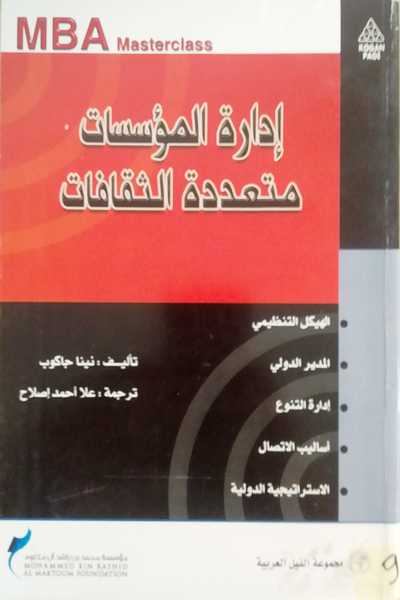 MBA Masterclass
KOGAN
PAGE
إدارة المؤسسات
متعددة الثقافات
الهيكل التنظيمي
المدير الدولي
إدارة التنوع
أساليب الاتصال
الاستراتيجية الدولية
تأليف : نينا جاكوب
ترجمة : علا أحمد إصلاح
مؤسسة محمد بن راشد آل مكتوم
MOHAMMED BIN RASHID
AL MAKTOUM FOUNDATION
مجموعة النيل العربية
9